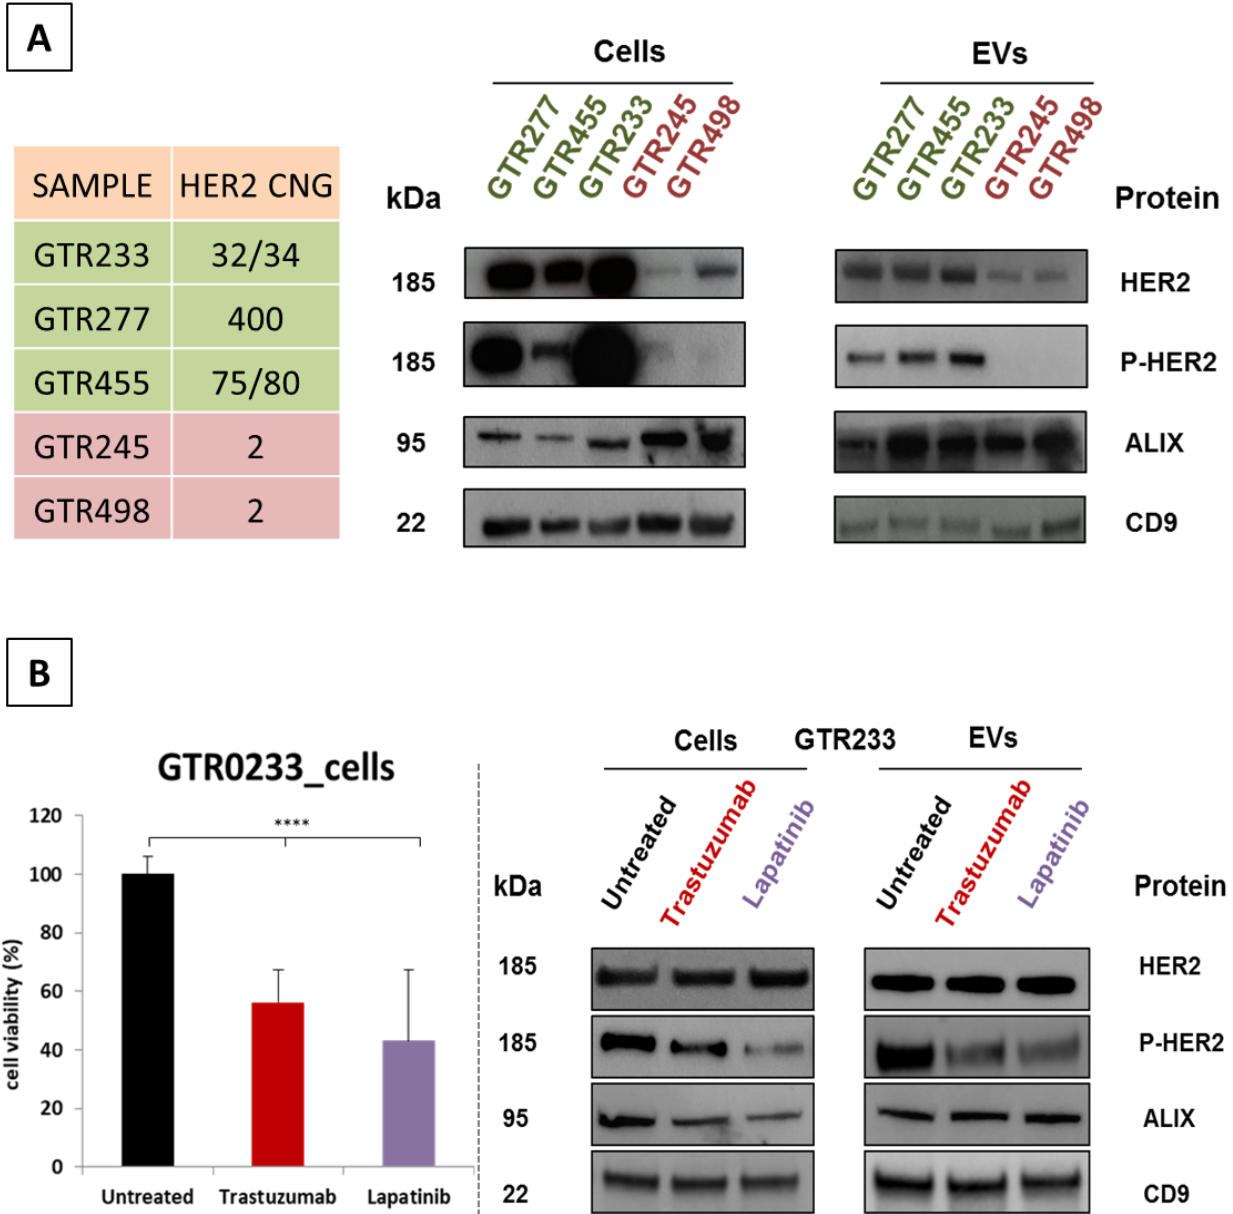 A
Cells
EVs
GTR277 GTR455 GTR233 GTR245 GTR498
GTR277 GTR455 GTR233 GTR245 GTR498
kDa
Protein
SAMPLE HER2 CNG
GTR233 32/34
GTR277 400
GTR455 75/80
GTR245 2
GTR498 2
185 HER2
185 P-HER2
95 ALIX
22 CD9
B
GTR0233_cells
cell viability (%)
120
100
80
60
40
20
0
****
Untreated Trastuzumab Lapatinib
Cells GTR233 EVs
Untreated Trastuzumab Lapatinib
Untreated Trastuzumab Lapatinib
kDa
Protein
185 HER2
185 P-HER2
95 ALIX
22 CD9